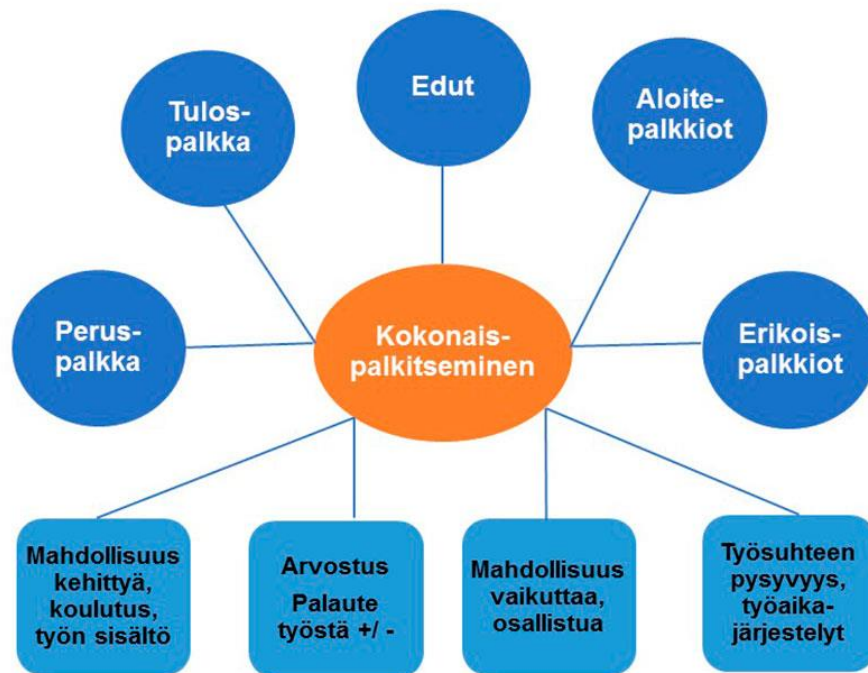 Edut
Tulos-
palkka
Aloite-
palkkiot
Perus-
palkka
Kokonais-
palkitseminen
Erikois-
palkkiot
Mahdollisuus
kehittyä,
koulutus,
työn sisältö
Arvostus
Palaute
työstä +/ -
Mahdollisuus
vaikuttaa,
osallistua
Työsuhteen
pysyvyys,
työaika-
järjestelyt